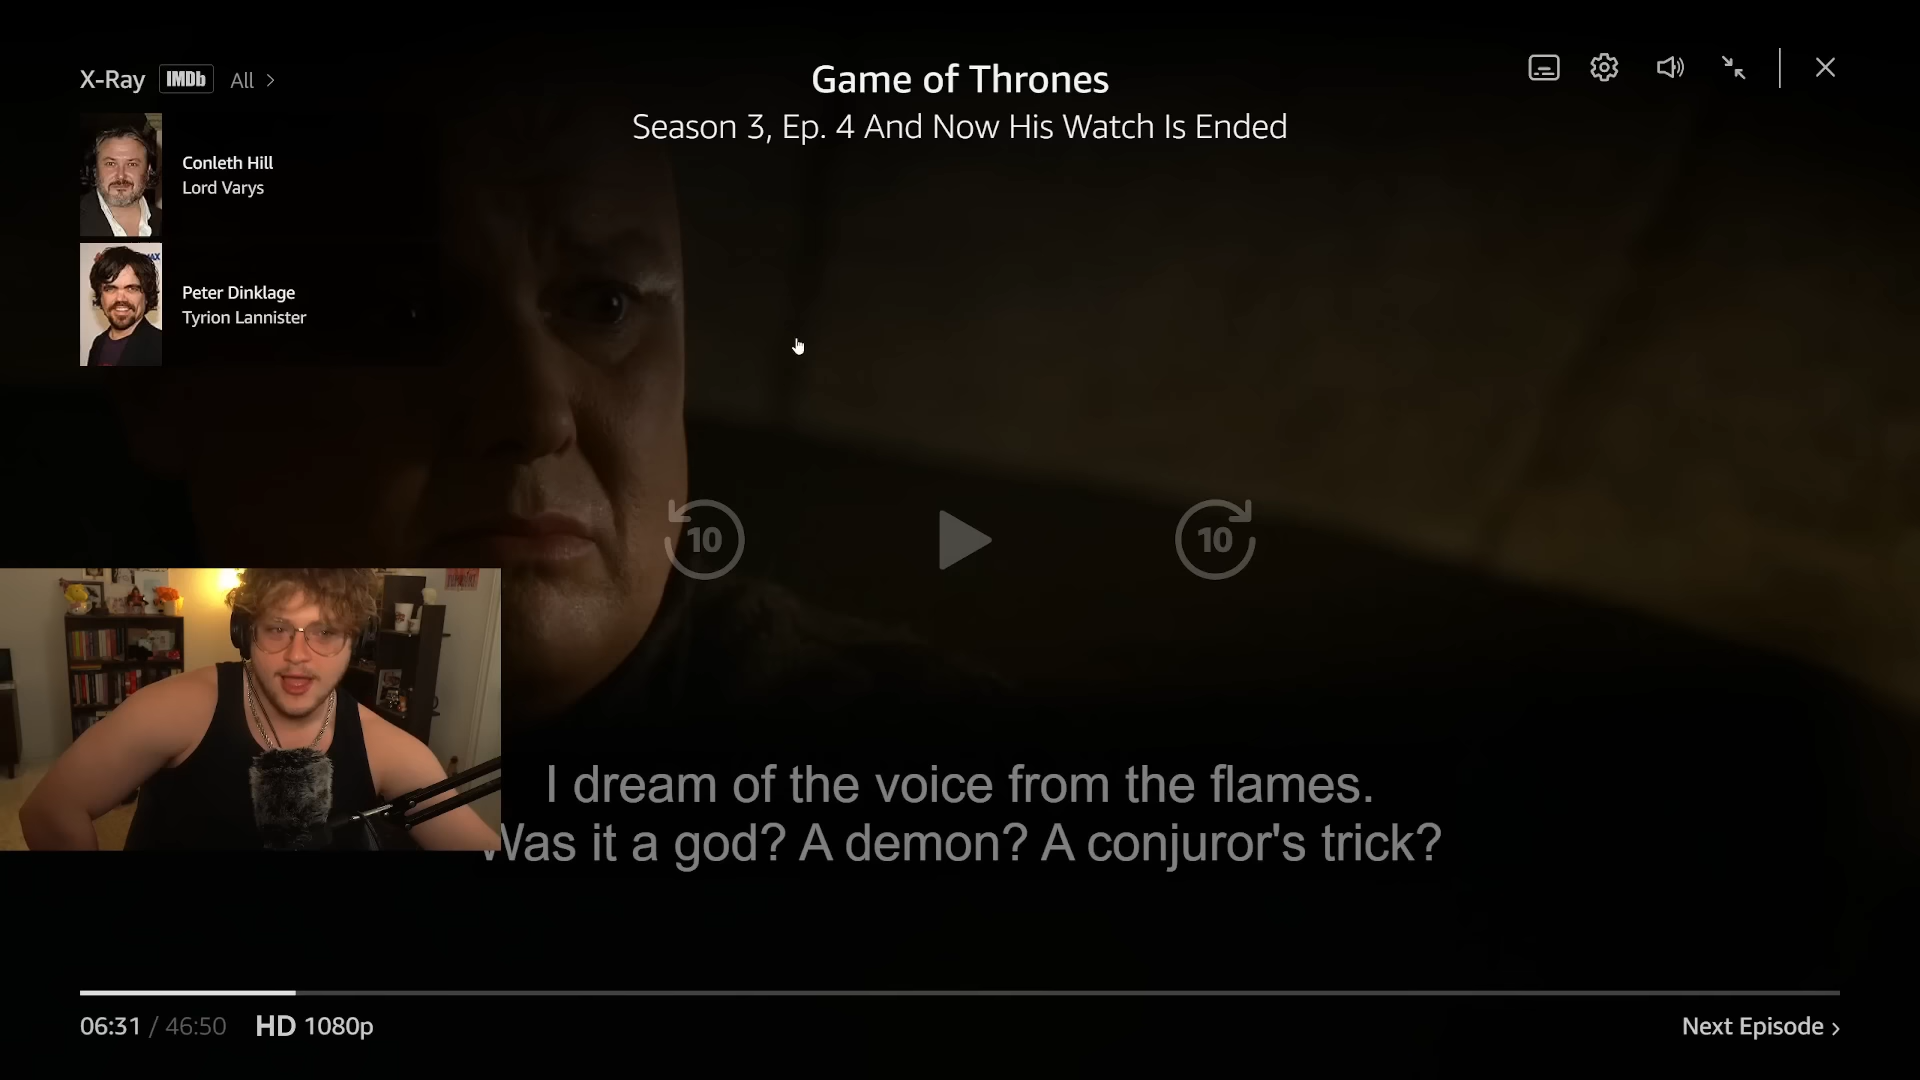 X-Ray IMDb All >
Game of Thrones
Season 3, Ep. 4 And Now His Watch Is Ended
Conleth Hill
Lord Varys
Peter Dinklage
Tyrion Lannister
10
10
I dream of the voice from the flames.
Was it a god? A demon? A conjuror's trick?
06:31 / 46:50 HD 1080p
Next Episode >